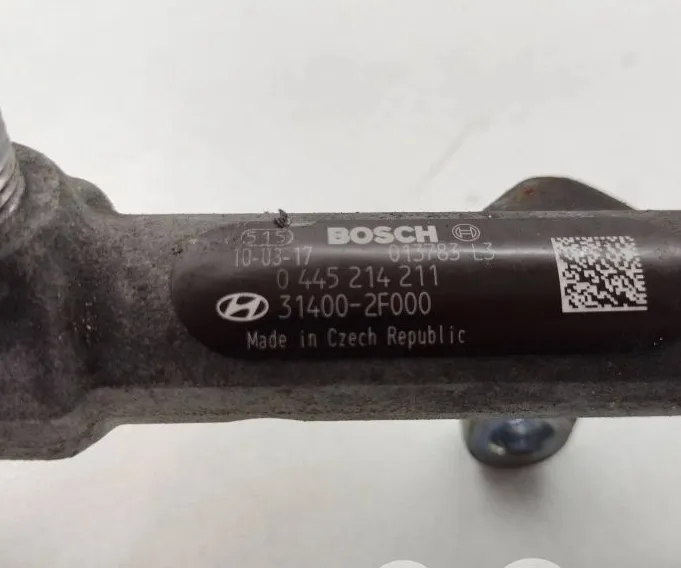 515 BOSCH
10-03-17 013783 L3
0 445 214 211
31400-2F000
Made in Czech Republic